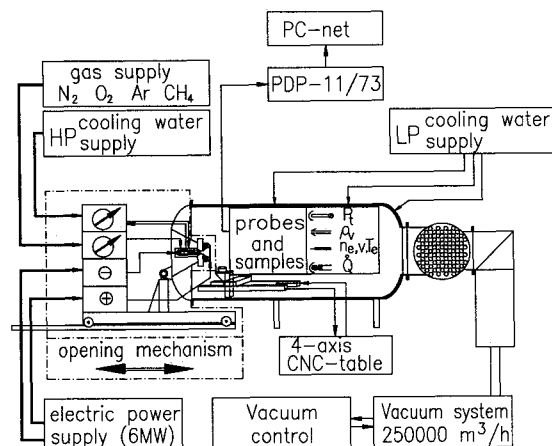 PC-net
PDP-11/73
gas supply
N₂ O₂ Ar CH₄
HP cooling water
supply
LP cooling water
supply
probes
and
samples
Pₜ
ρᵥ
nₑ,v,Tₑ
Q̊
⊖
⊕
opening mechanism
4-axis
CNC-table
electric power
supply (6MW)
Vacuum
control
Vacuum system
250000 m³/h